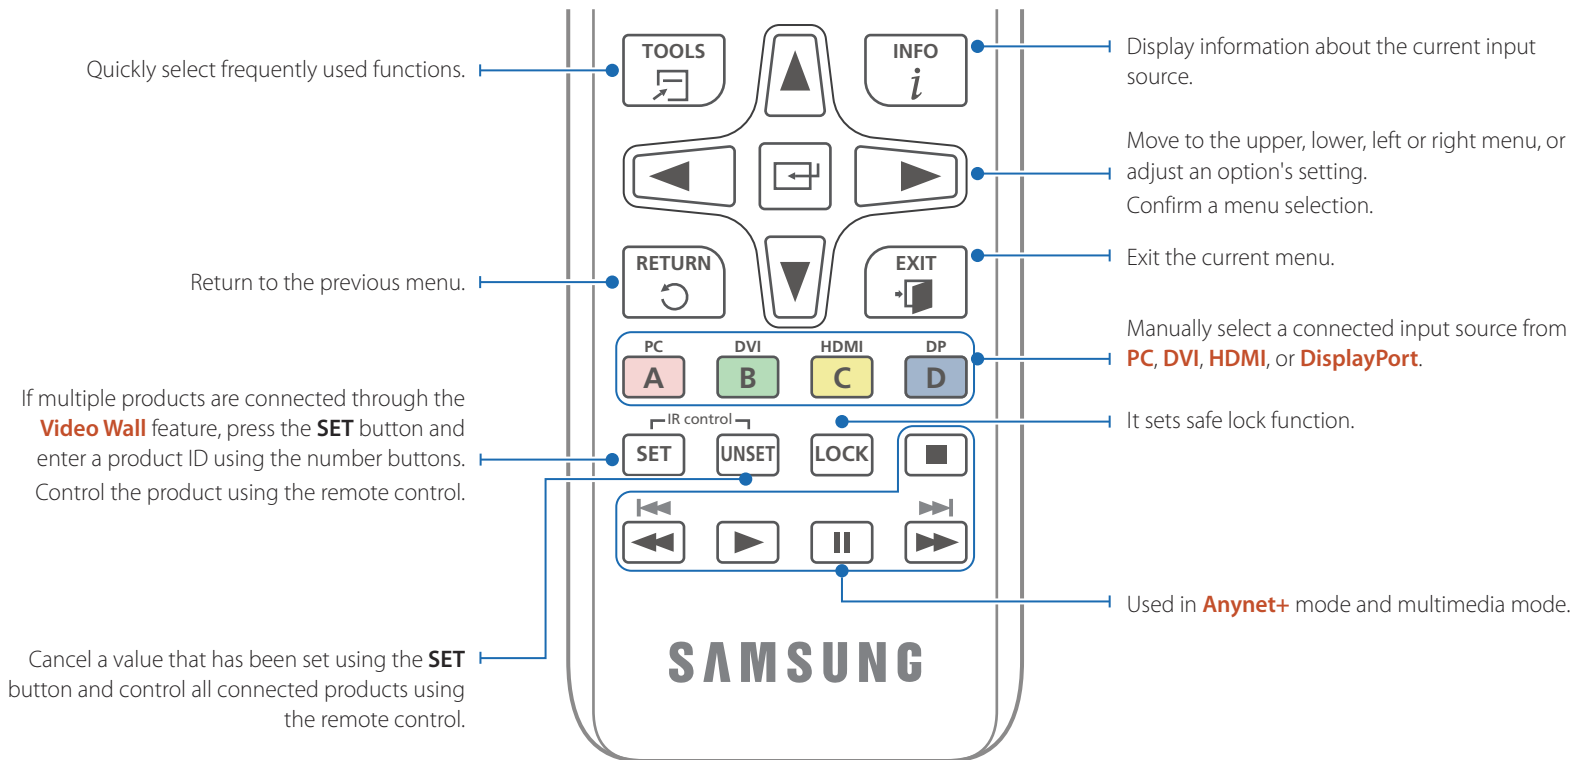 Quickly select frequently used functions.
TOOLS
INFO
i
Display information about the current input
source.
Move to the upper, lower, left or right menu, or
adjust an option's setting.
Confirm a menu selection.
Return to the previous menu.
RETURN
EXIT
Exit the current menu.
PC
DVI
HDMI
DP
A
B
C
D
Manually select a connected input source from
PC, DVI, HDMI, or DisplayPort.
If multiple products are connected through the
Video Wall feature, press the SET button and
enter a product ID using the number buttons.
Control the product using the remote control.
IR control
SET
UNSET
LOCK
It sets safe lock function.
Used in Anynet+ mode and multimedia mode.
Cancel a value that has been set using the SET
button and control all connected products using
the remote control.
SAMSUNG